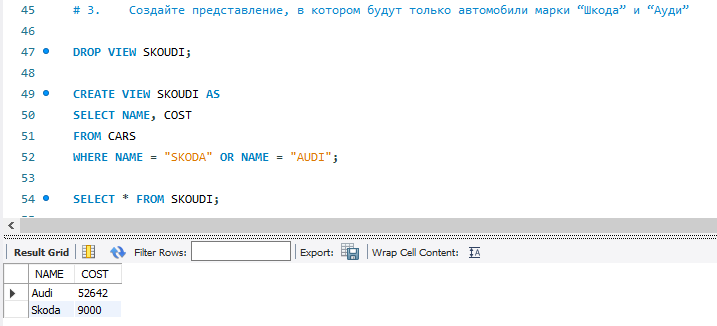 45 # 3. Создайте представление, в котором будут только автомобили марки “Шкода” и “Ауди”
46
47 DROP VIEW SKOUDI;
48
49 CREATE VIEW SKOUDI AS
50 SELECT NAME, COST
51 FROM CARS
52 WHERE NAME = "SKODA" OR NAME = "AUDI";
53
54 SELECT * FROM SKOUDI;
Result Grid Filter Rows: Export: Wrap Cell Content:
NAME COST
Audi 52642
Skoda 9000